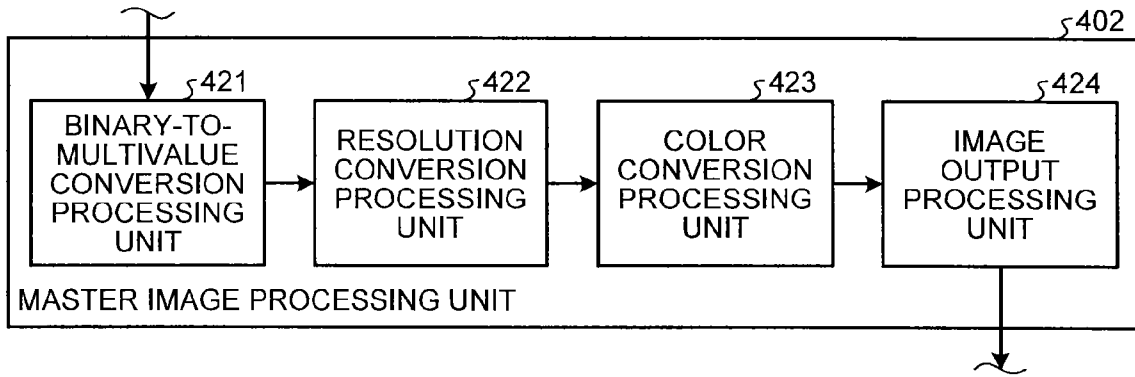 402
421
BINARY-TO-
MULTIVALUE
CONVERSION
PROCESSING
UNIT
422
RESOLUTION
CONVERSION
PROCESSING
UNIT
423
COLOR
CONVERSION
PROCESSING
UNIT
424
IMAGE
OUTPUT
PROCESSING
UNIT
MASTER IMAGE PROCESSING UNIT